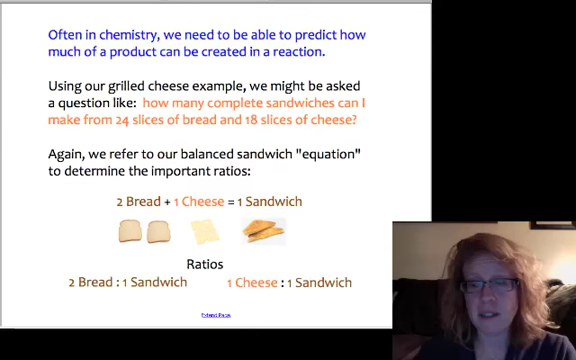 Often in chemistry, we need to be able to predict how
much of a product can be created in a reaction.
Using our grilled cheese example, we might be asked
a question like: how many complete sandwiches can I
make from 24 slices of bread and 18 slices of cheese?
Again, we refer to our balanced sandwich "equation"
to determine the important ratios:
2 Bread + 1 Cheese = 1 Sandwich
Ratios
2 Bread : 1 Sandwich 1 Cheese : 1 Sandwich
Extend Page